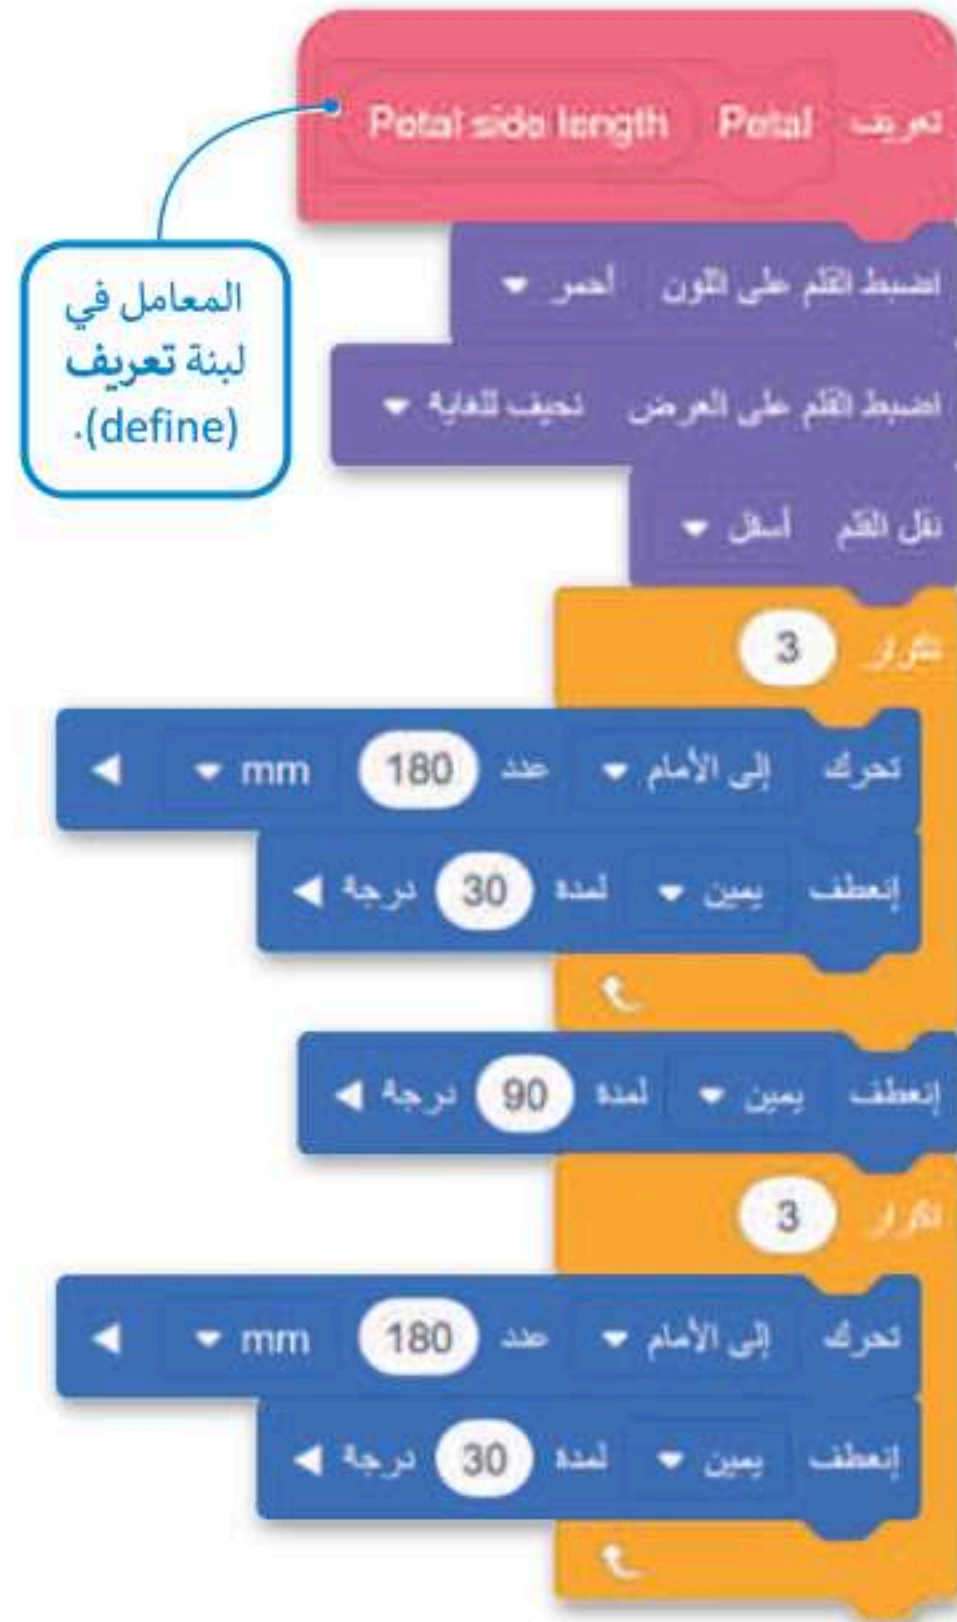 تعريف Petal Petal side length
المعامل في
لبنة تعريف
(define).
اضبط القلم على اللون أحمر
اضبط القلم على العرض نحيف للغاية
نقل القلم أسفل
تكرار 3
تحرك إلى الأمام عدد 180 mm
إنعطف يمين لمدة 30 درجة
إنعطف يمين لمدة 90 درجة
تكرار 3
تحرك إلى الأمام عدد 180 mm
إنعطف يمين لمدة 30 درجة